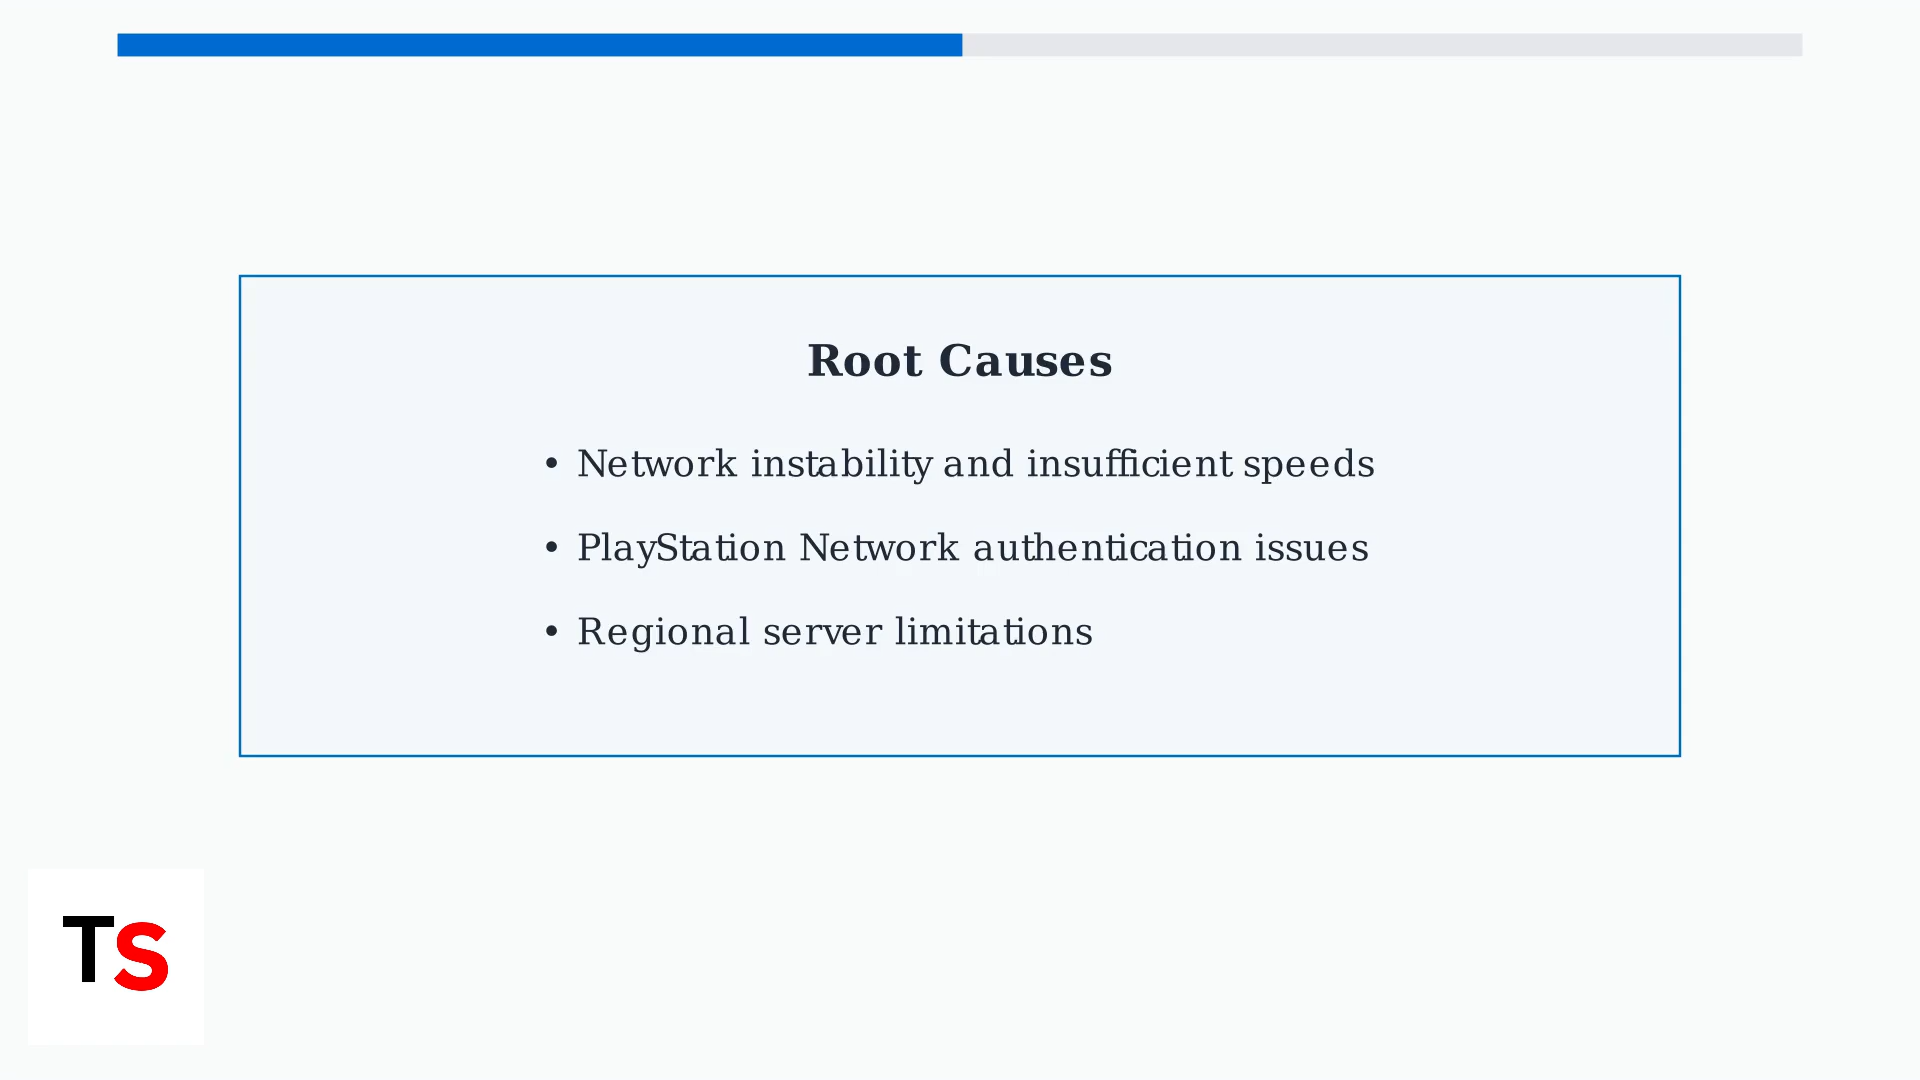 Root Causes
• Network instability and insufficient speeds
• PlayStation Network authentication issues
• Regional server limitations
TS